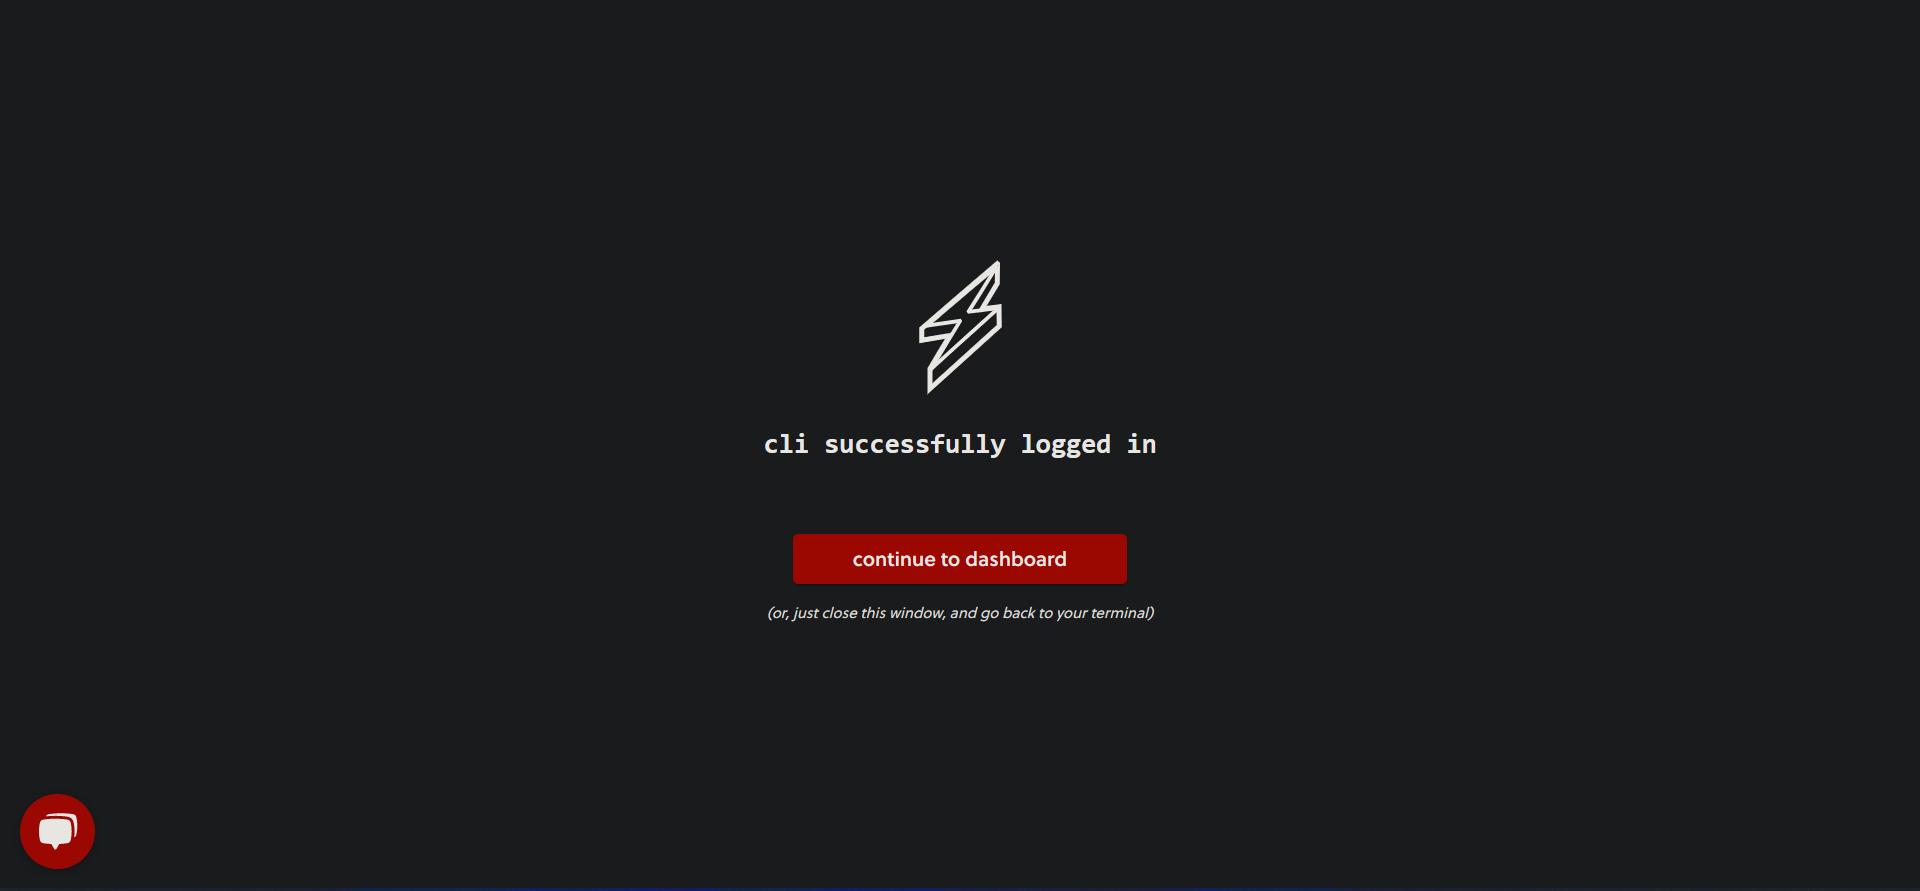 cli successfully logged in
continue to dashboard
(or, just close this window, and go back to your terminal)